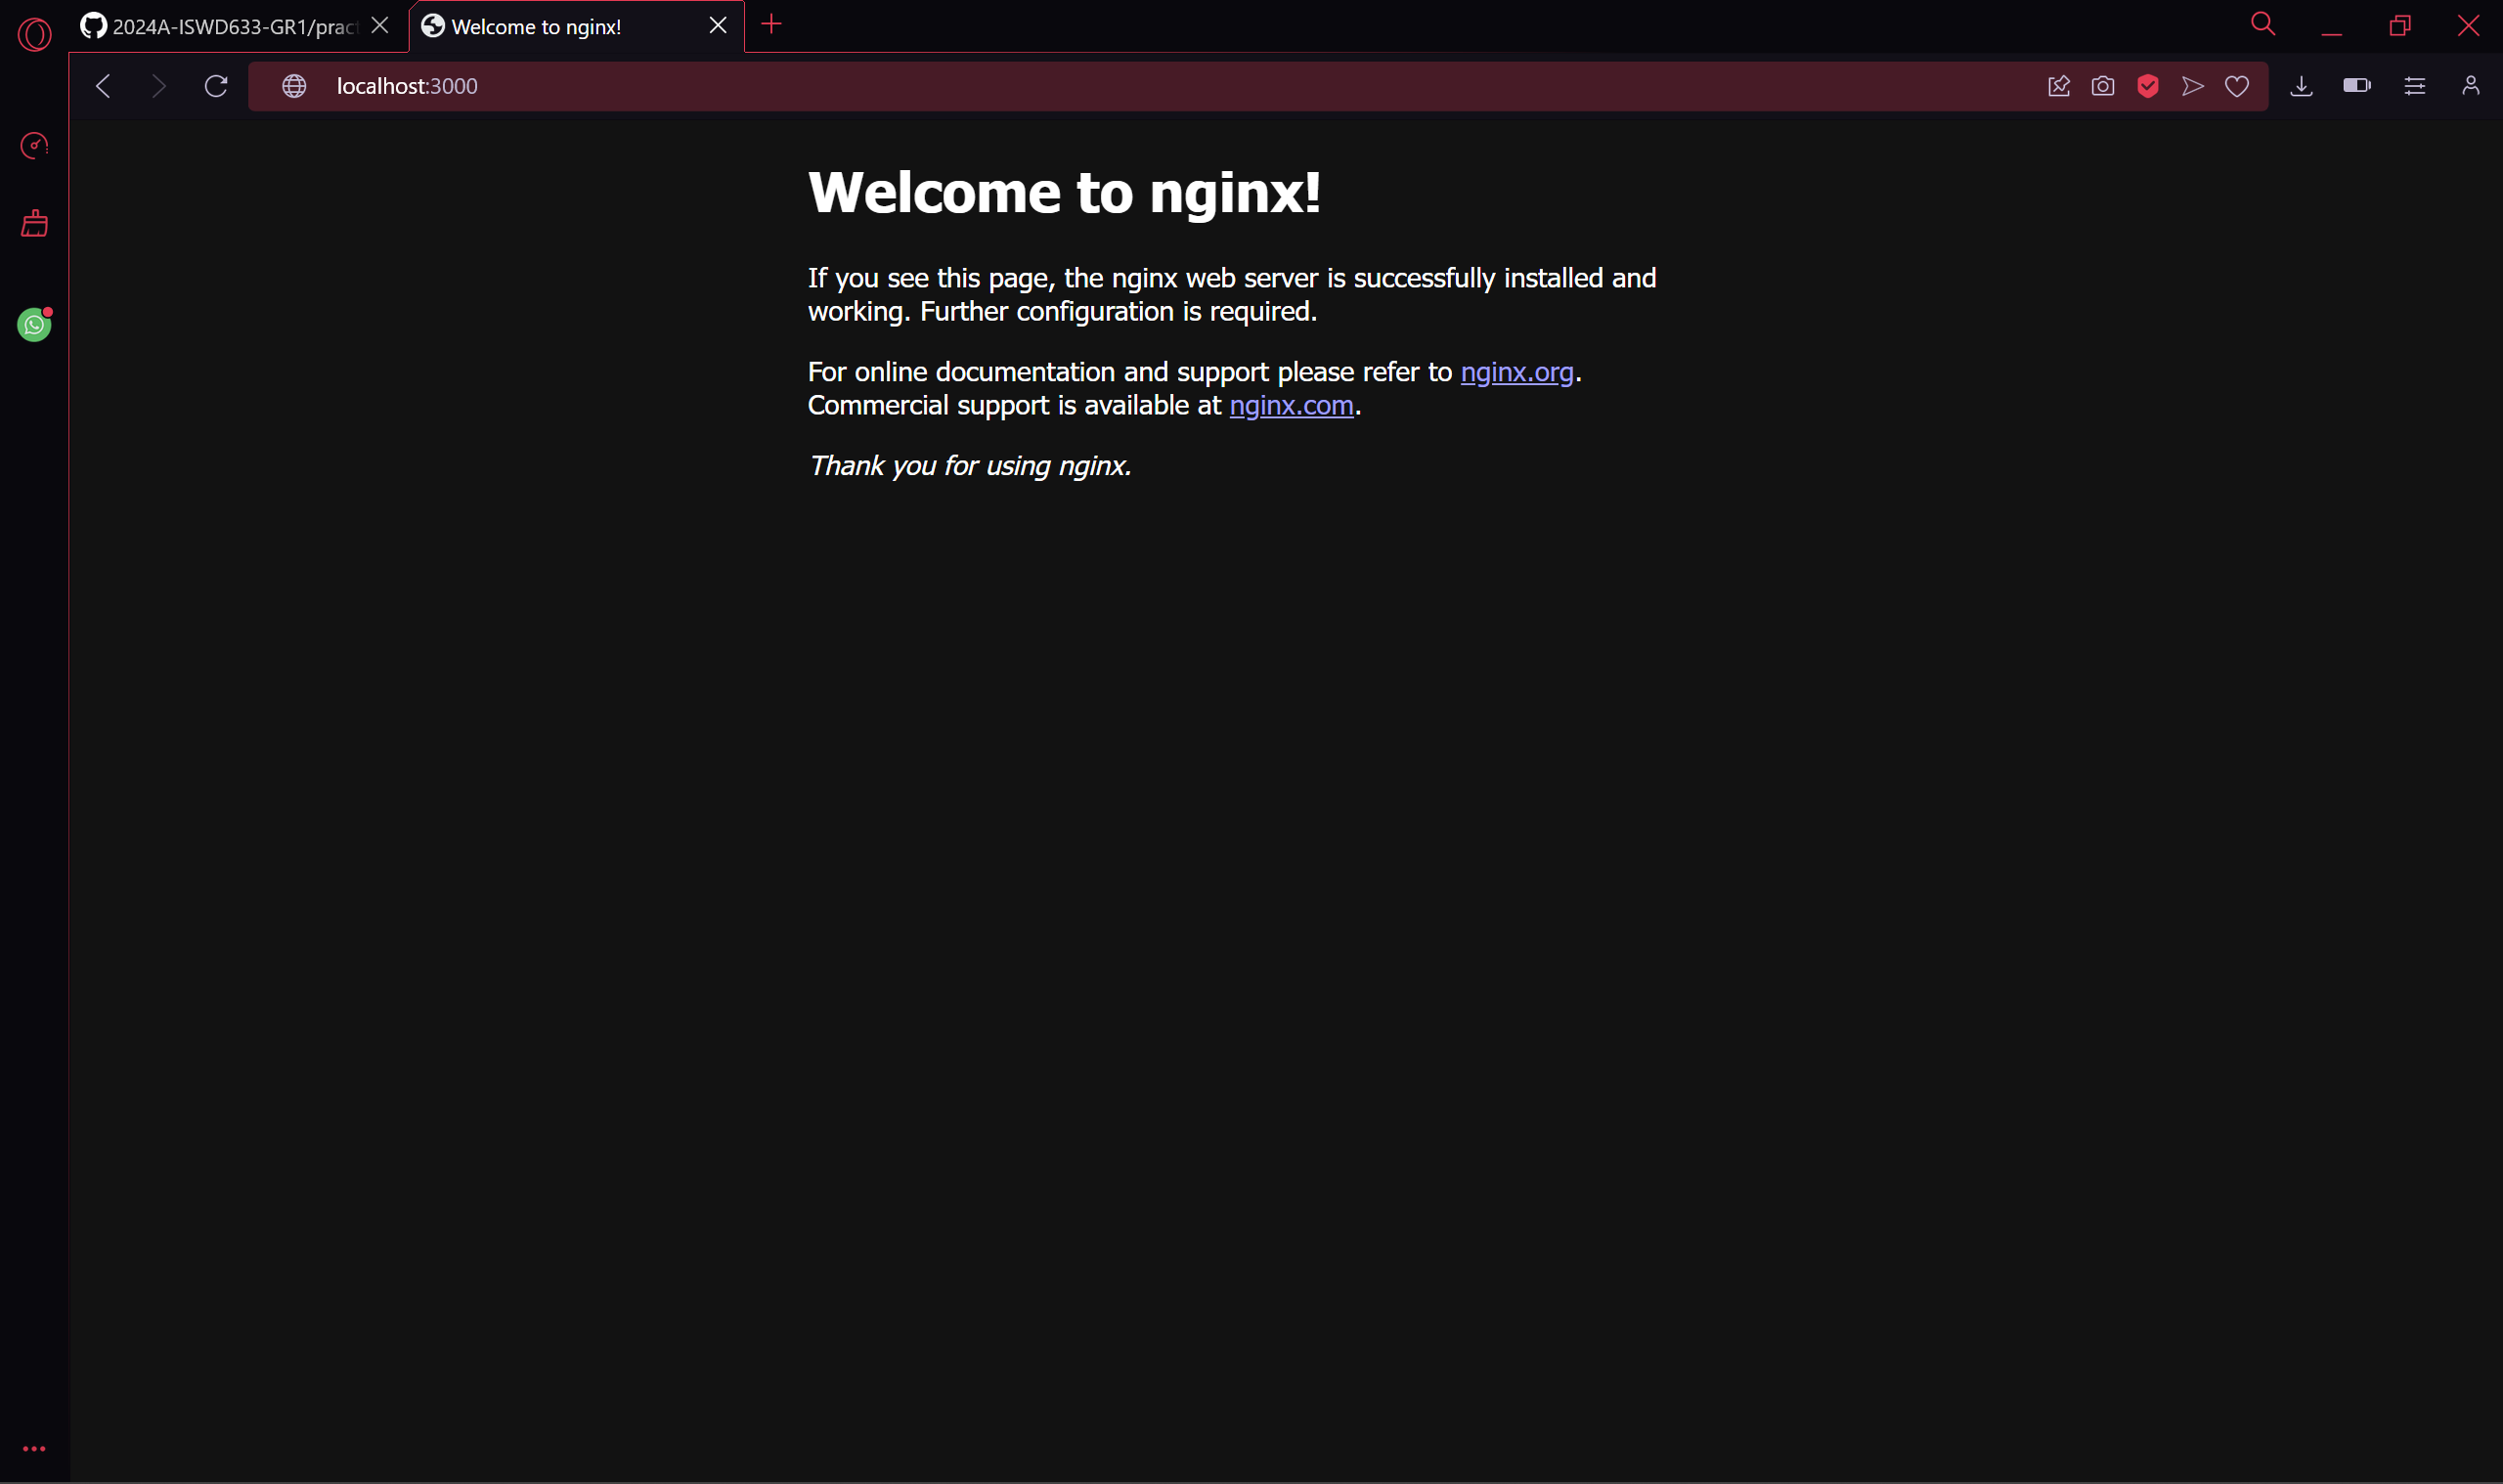 2024A-ISWD633-GR1/prac
Welcome to nginx!
localhost:3000
Welcome to nginx!
If you see this page, the nginx web server is successfully installed and
working. Further configuration is required.
For online documentation and support please refer to nginx.org.
Commercial support is available at nginx.com.
Thank you for using nginx.